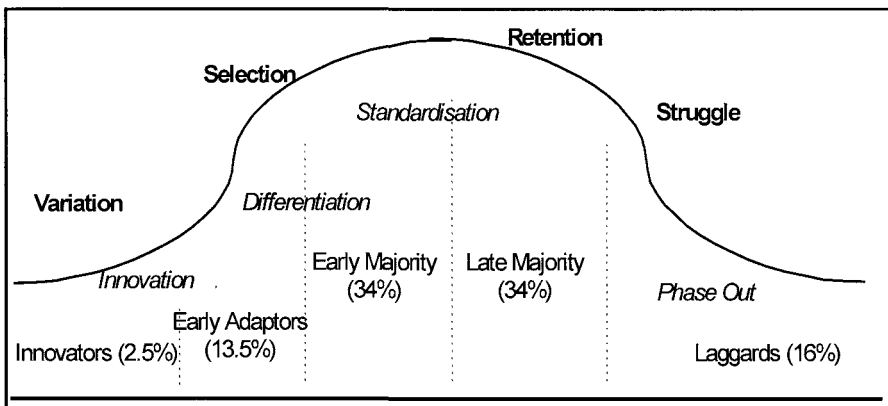 Retention
Selection
Standardisation
Struggle
Variation
Differentiation
Early Majority
(34%)
Late Majority
(34%)
Innovation
Phase Out
Early Adaptors
(13.5%)
Innovators (2.5%)
Laggards (16%)